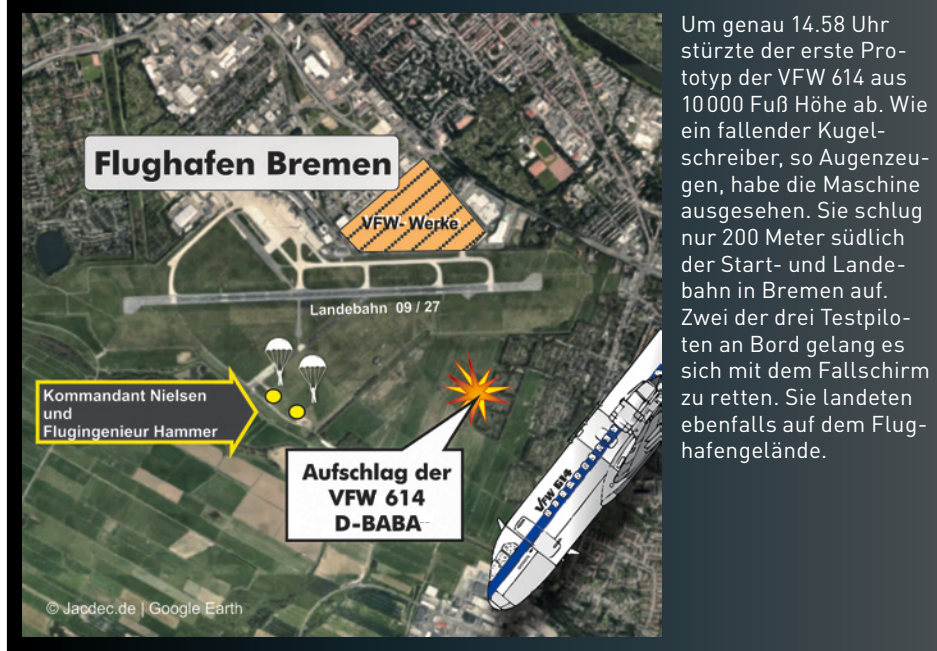 Flughafen Bremen
VFW-Werke
Landebahn 09 / 27
Kommandant Nielsen
und
Flugingenieur Hammer
Aufschlag der
VFW 614
D-BABA
VFW 614
© Jacdec.de | Google Earth
Um genau 14.58 Uhr
stürzte der erste Pro-
totyp der VFW 614 aus
10 000 Fuß Höhe ab. Wie
ein fallender Kugel-
schreiber, so Augenzeu-
gen, habe die Maschine
ausgesehen. Sie schlug
nur 200 Meter südlich
der Start- und Lande-
bahn in Bremen auf.
Zwei der drei Testpilo-
ten an Bord gelang es
sich mit dem Fallschirm
zu retten. Sie landeten
ebenfalls auf dem Flug-
hafengelände.